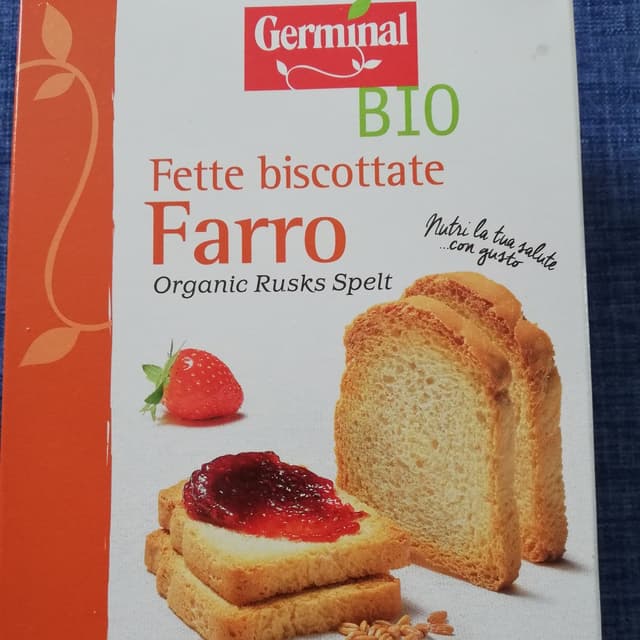 Germinal
BIO
Fette biscottate
Farro
Organic Rusks Spelt
Nutri la tua salute
...con gusto